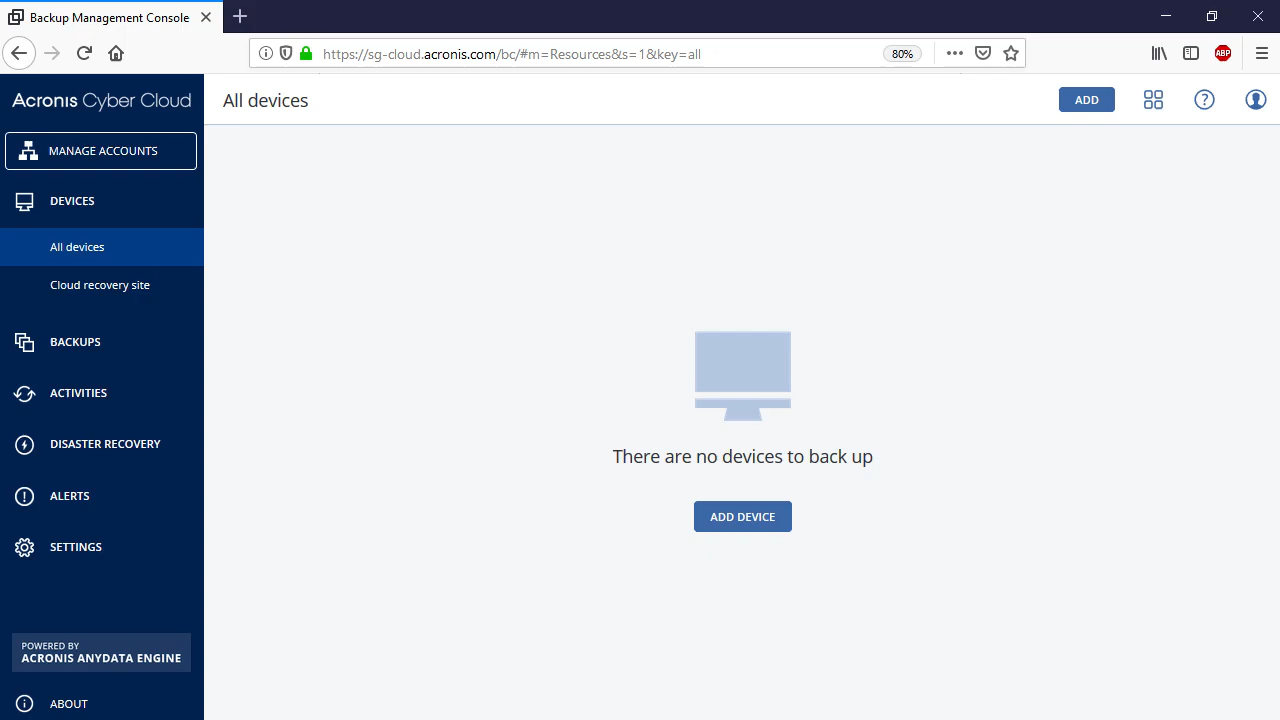 Backup Management Console
https://sg-cloud.acronis.com/bc/#m=Resources&s=1&key=all
80%
ABP
Acronis Cyber Cloud
All devices
ADD
MANAGE ACCOUNTS
DEVICES
All devices
Cloud recovery site
BACKUPS
ACTIVITIES
DISASTER RECOVERY
ALERTS
SETTINGS
There are no devices to back up
ADD DEVICE
POWERED BY
ACRONIS ANYDATA ENGINE
ABOUT